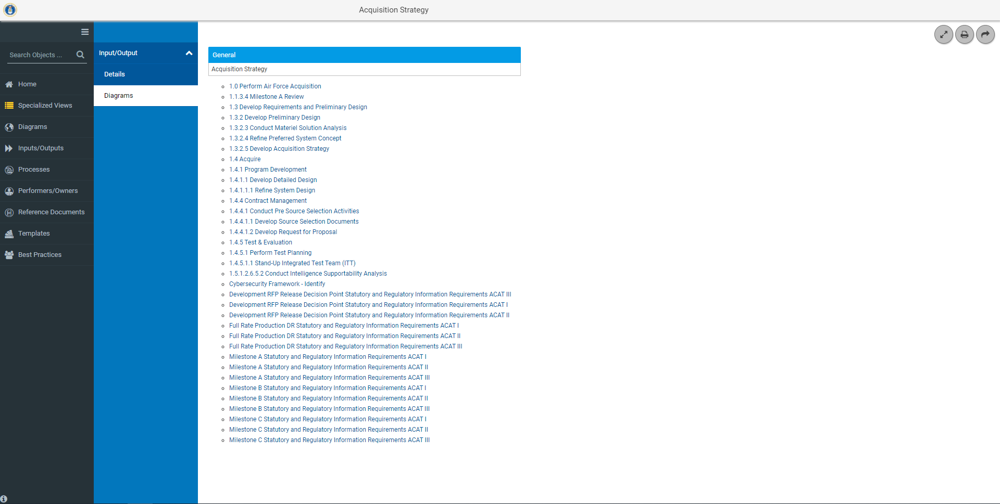 Acquisition Strategy
Search Objects ...
Home
Specialized Views
Diagrams
Inputs/Outputs
Processes
Performers/Owners
Reference Documents
Templates
Best Practices
Input/Output
Details
Diagrams
General
Acquisition Strategy
1.0 Perform Air Force Acquisition
1.1.3.4 Milestone A Review
1.3 Develop Requirements and Preliminary Design
1.3.2 Develop Preliminary Design
1.3.2.3 Conduct Materiel Solution Analysis
1.3.2.4 Refine Preferred System Concept
1.3.2.5 Develop Acquisition Strategy
1.4 Acquire
1.4.1 Program Development
1.4.1.1 Develop Detailed Design
1.4.1.1.1 Refine System Design
1.4.4 Contract Management
1.4.4.1 Conduct Pre Source Selection Activities
1.4.4.1.1 Develop Source Selection Documents
1.4.4.1.2 Develop Request for Proposal
1.4.5 Test & Evaluation
1.4.5.1 Perform Test Planning
1.4.5.1.1 Stand-Up Integrated Test Team (ITT)
1.5.1.2.6.5.2 Conduct Intelligence Supportability Analysis
Cybersecurity Framework - Identify
Development RFP Release Decision Point Statutory and Regulatory Information Requirements ACAT III
Development RFP Release Decision Point Statutory and Regulatory Information Requirements ACAT I
Development RFP Release Decision Point Statutory and Regulatory Information Requirements ACAT II
Full Rate Production DR Statutory and Regulatory Information Requirements ACAT I
Full Rate Production DR Statutory and Regulatory Information Requirements ACAT II
Full Rate Production DR Statutory and Regulatory Information Requirements ACAT III
Milestone A Statutory and Regulatory Information Requirements ACAT I
Milestone A Statutory and Regulatory Information Requirements ACAT II
Milestone A Statutory and Regulatory Information Requirements ACAT III
Milestone B Statutory and Regulatory Information Requirements ACAT I
Milestone B Statutory and Regulatory Information Requirements ACAT II
Milestone B Statutory and Regulatory Information Requirements ACAT III
Milestone C Statutory and Regulatory Information Requirements ACAT I
Milestone C Statutory and Regulatory Information Requirements ACAT II
Milestone C Statutory and Regulatory Information Requirements ACAT III